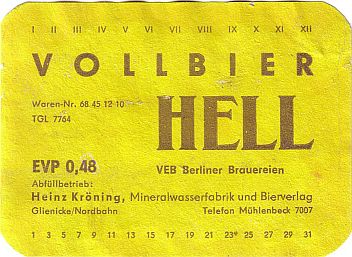 I II III IV V VI VII VIII IX X XI XII
VOLLBIER
Waren-Nr. 68 45 12 10
TGL 7764
HELL
EVP 0,48
VEB Berliner Brauereien
Abfüllbetrieb:
Heinz Kröning, Mineralwasserfabrik und Bierverlag
Glienicke/Nordbahn Telefon Mühlenbeck 7007
1 3 5 7 9 11 13 15 17 19 21 23* 25 27 29 31